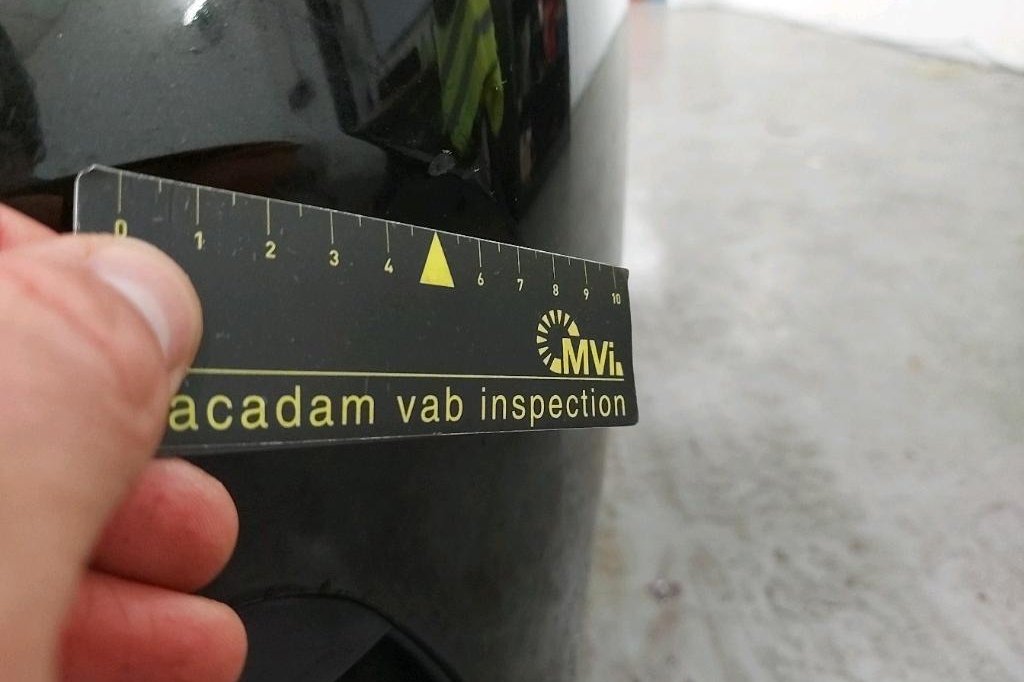 0 1 2 3 4 6 7 8 9 10
MVi
acadam vab inspection